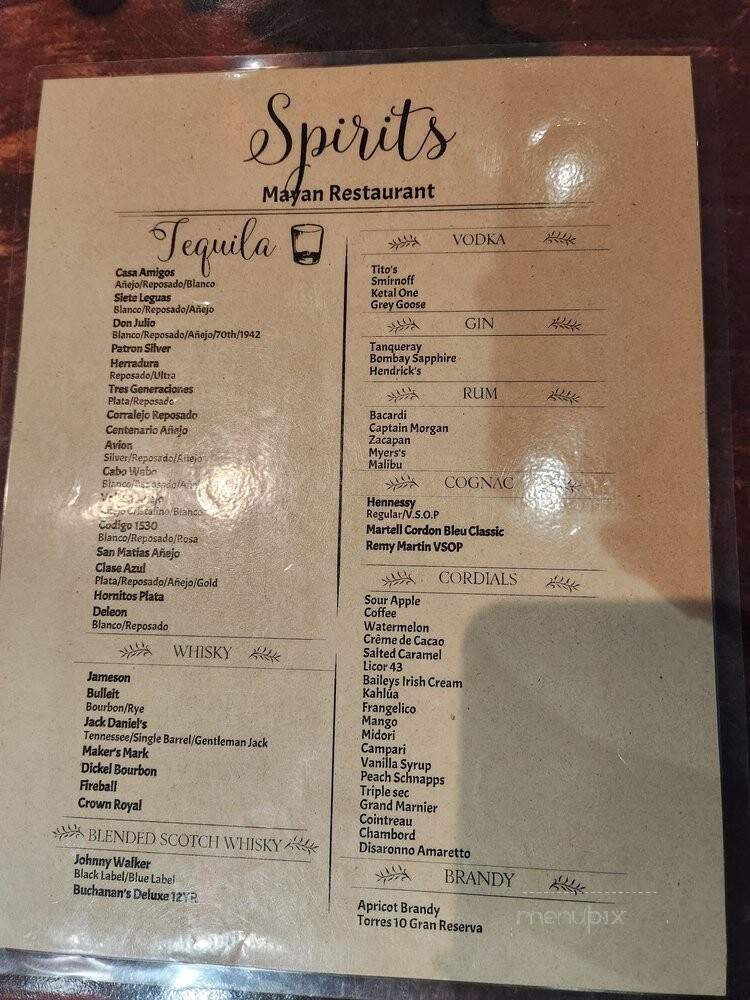 Spirits
Mayan Restaurant
Tequila
Casa Amigos
Añejo/Reposado/Blanco
Siete Leguas
Blanco/Reposado/Añejo
Don Julio
Blanco/Reposado/Añejo/70th/1942
Patron Silver
Herradura
Reposado/Ultra
Tres Generaciones
Plata/Reposado
Corralejo Reposado
Centenario Añejo
Avion
Silver/Reposado/Añejo
Cabo Wabo
Blanco/Reposado/Añejo
Cristalino/Blanco
Codigo 1530
Blanco/Reposado/Rosa
San Matias Añejo
Clase Azul
Plata/Reposado/Añejo/Gold
Hornitos Plata
Deleon
Blanco/Reposado
WHISKY
Jameson
Bulleit
Bourbon/Rye
Jack Daniel's
Tennessee/Single Barrel/Gentleman Jack
Maker's Mark
Dickel Bourbon
Fireball
Crown Royal
BLENDED SCOTCH WHISKY
Johnny Walker
Black Label/Blue Label
Buchanan's Deluxe 12YR
VODKA
Tito's
Smirnoff
Ketal One
Grey Goose
GIN
Tanqueray
Bombay Sapphire
Hendrick's
RUM
Bacardi
Captain Morgan
Zacapan
Myers's
Malibu
COGNAC
Hennessy
Regular/V.S.O.P
Martell Cordon Bleu Classic
Remy Martin VSOP
CORDIALS
Sour Apple
Coffee
Watermelon
Crême de Cacao
Salted Caramel
Licor 43
Baileys Irish Cream
Kahlúa
Frangelico
Mango
Midori
Campari
Vanilla Syrup
Peach Schnapps
Triple sec
Grand Marnier
Cointreau
Chambord
Disaronno Amaretto
BRANDY
Apricot Brandy
Torres 10 Gran Reserva
menupix